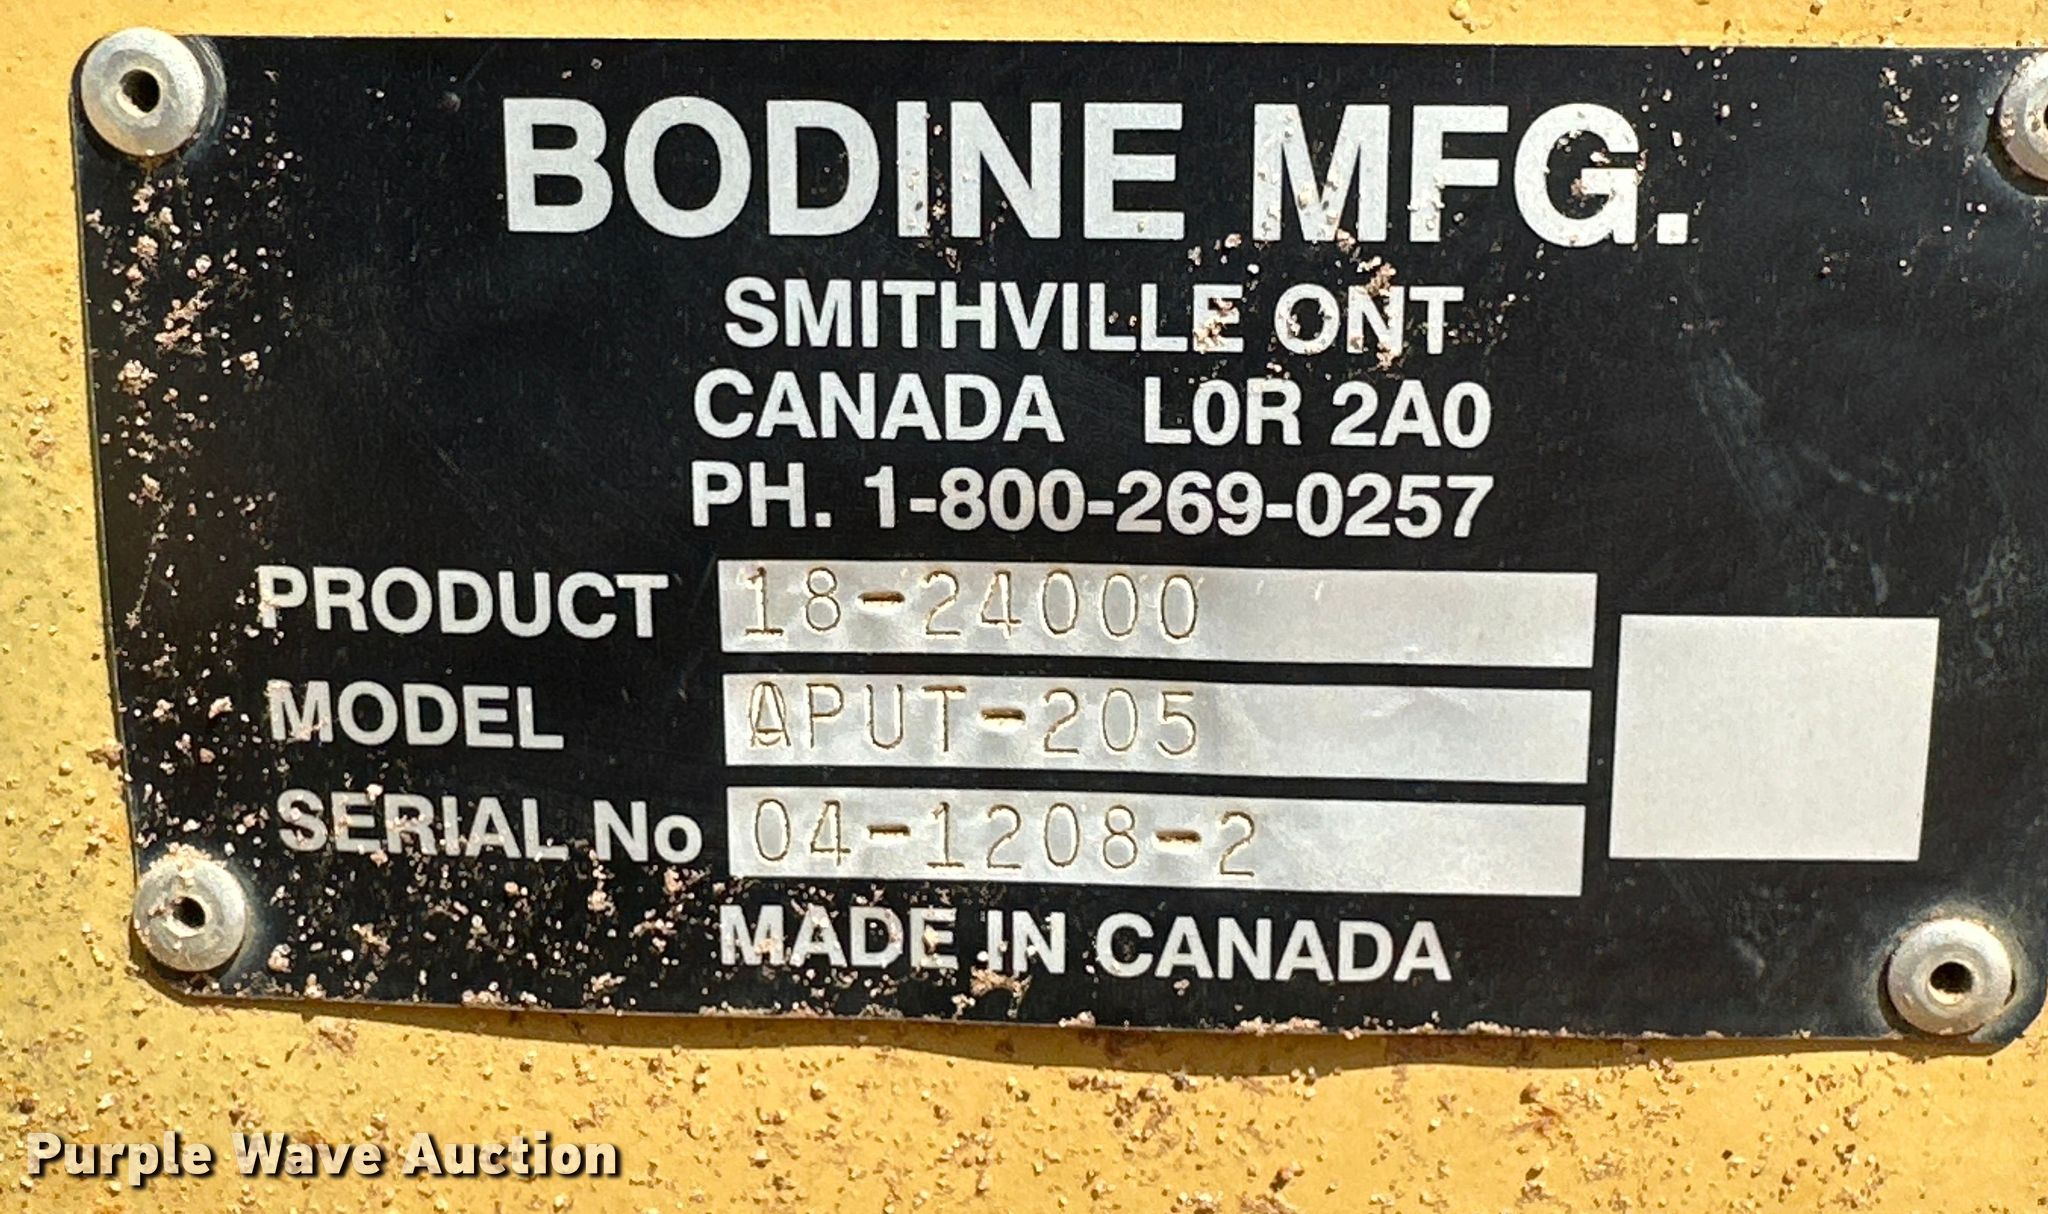 BODINE MFG.
SMITHVILLE ONT
CANADA L0R 2A0
PH. 1-800-269-0257
PRODUCT 18-24000
MODEL APUT-205
SERIAL No 04-1208-2
MADE IN CANADA
Purple Wave Auction